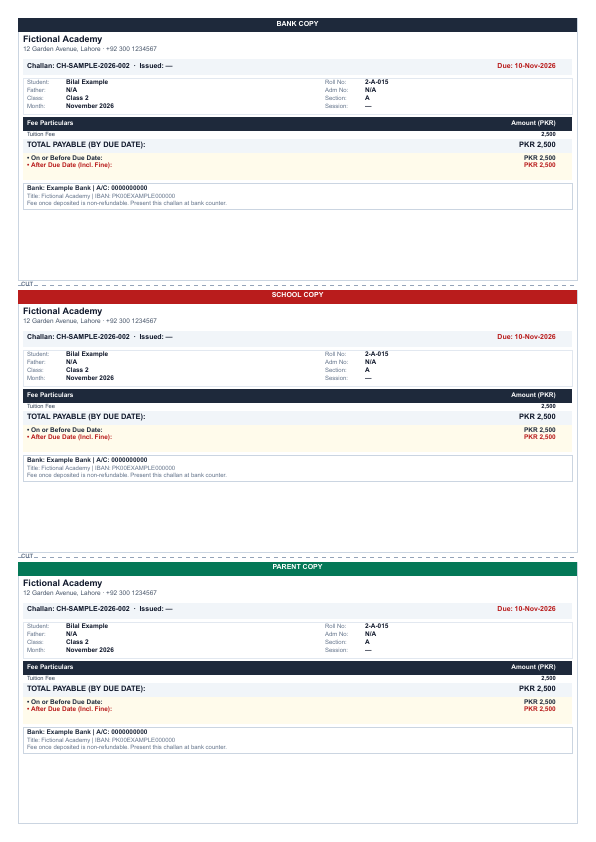 BANK COPY
Fictional Academy
12 Garden Avenue, Lahore · +92 300 1234567
Challan: CH-SAMPLE-2026-002 · Issued: — Due: 10-Nov-2026
Student: Bilal Example Roll No: 2-A-015
Father: N/A Adm No: N/A
Class: Class 2 Section: A
Month: November 2026 Session: —
Fee Particulars Amount (PKR)
Tuition Fee 2,500
TOTAL PAYABLE (BY DUE DATE): PKR 2,500
• On or Before Due Date: PKR 2,500
• After Due Date (Incl. Fine): PKR 2,500
Bank: Example Bank | A/C: 0000000000
Title: Fictional Academy | IBAN: PK00EXAMPLE000000
Fee once deposited is non-refundable. Present this challan at bank counter.
CUT
SCHOOL COPY
Fictional Academy
12 Garden Avenue, Lahore · +92 300 1234567
Challan: CH-SAMPLE-2026-002 · Issued: — Due: 10-Nov-2026
Student: Bilal Example Roll No: 2-A-015
Father: N/A Adm No: N/A
Class: Class 2 Section: A
Month: November 2026 Session: —
Fee Particulars Amount (PKR)
Tuition Fee 2,500
TOTAL PAYABLE (BY DUE DATE): PKR 2,500
• On or Before Due Date: PKR 2,500
• After Due Date (Incl. Fine): PKR 2,500
Bank: Example Bank | A/C: 0000000000
Title: Fictional Academy | IBAN: PK00EXAMPLE000000
Fee once deposited is non-refundable. Present this challan at bank counter.
CUT
PARENT COPY
Fictional Academy
12 Garden Avenue, Lahore · +92 300 1234567
Challan: CH-SAMPLE-2026-002 · Issued: — Due: 10-Nov-2026
Student: Bilal Example Roll No: 2-A-015
Father: N/A Adm No: N/A
Class: Class 2 Section: A
Month: November 2026 Session: —
Fee Particulars Amount (PKR)
Tuition Fee 2,500
TOTAL PAYABLE (BY DUE DATE): PKR 2,500
• On or Before Due Date: PKR 2,500
• After Due Date (Incl. Fine): PKR 2,500
Bank: Example Bank | A/C: 0000000000
Title: Fictional Academy | IBAN: PK00EXAMPLE000000
Fee once deposited is non-refundable. Present this challan at bank counter.